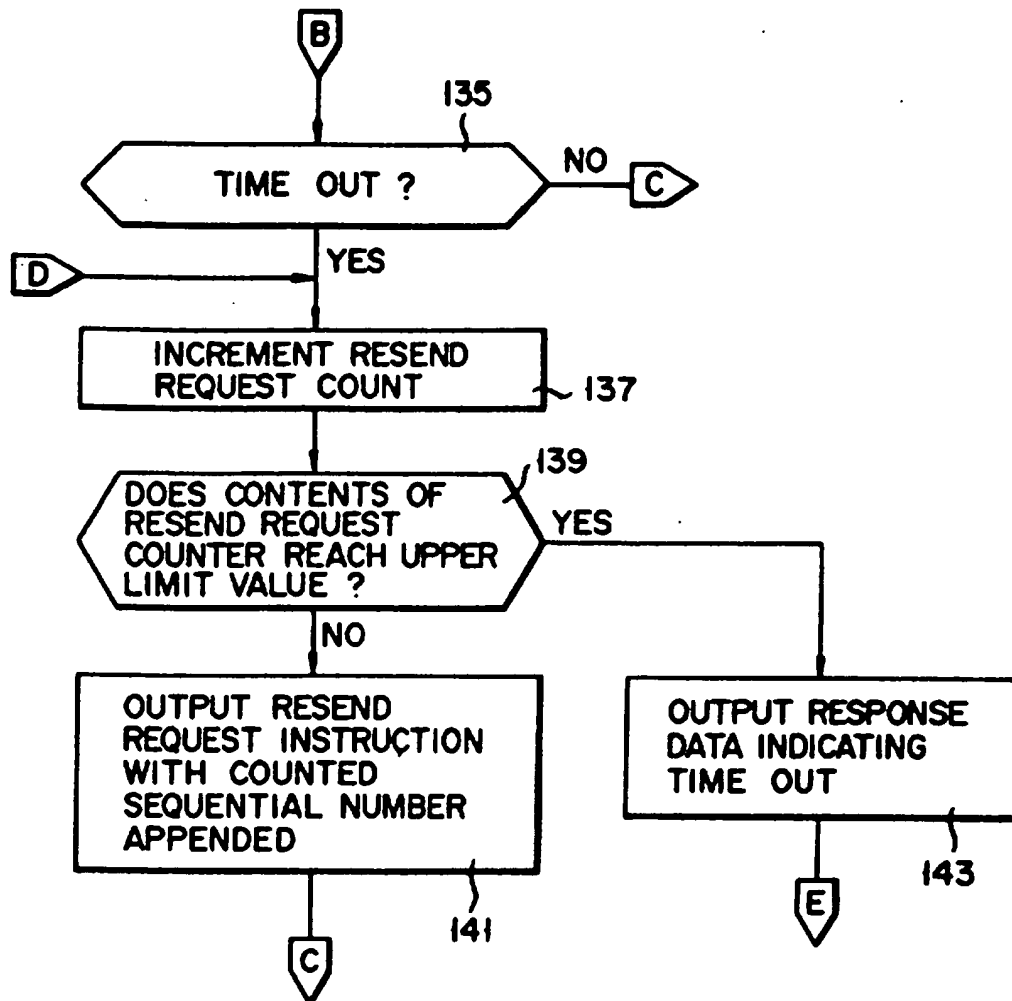 B
135
TIME OUT ?
NO
C
YES
D
INCREMENT RESEND
REQUEST COUNT
137
139
DOES CONTENTS OF
RESEND REQUEST
COUNTER REACH UPPER
LIMIT VALUE ?
YES
NO
OUTPUT RESEND
REQUEST INSTRUCTION
WITH COUNTED
SEQUENTIAL NUMBER
APPENDED
141
C
OUTPUT RESPONSE
DATA INDICATING
TIME OUT
143
E